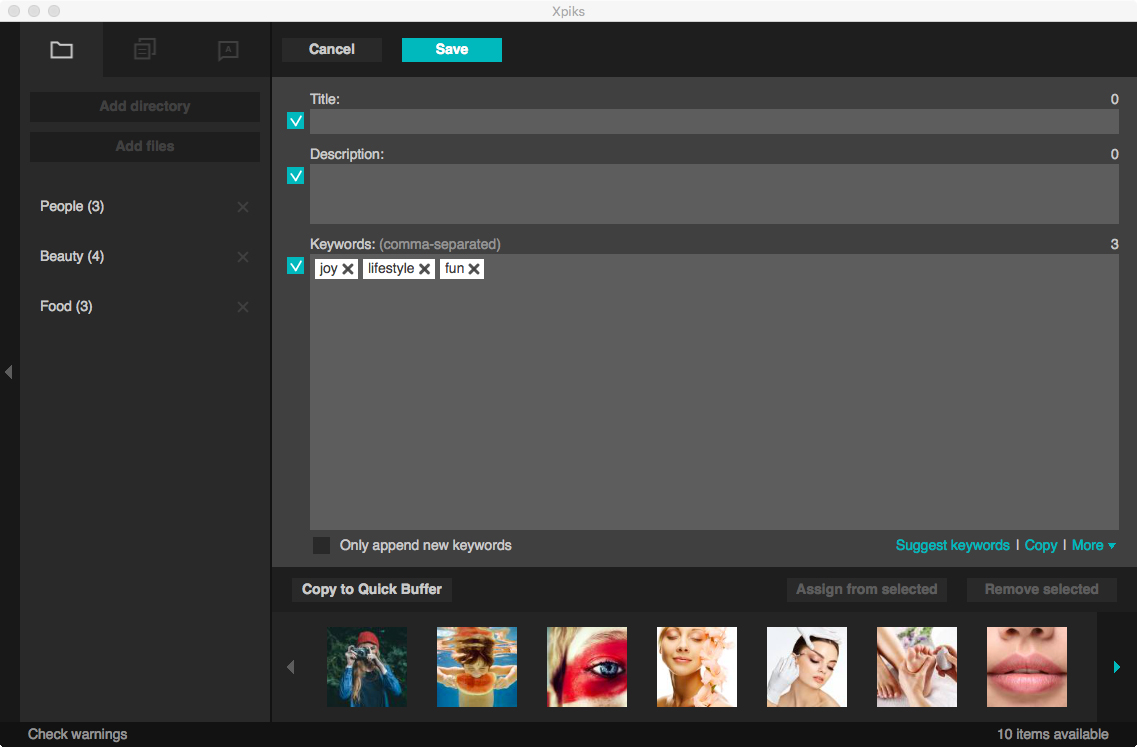 Xpiks
Cancel Save
Add directory
Add files
People (3)
Beauty (4)
Food (3)
Title: 0
Description: 0
Keywords: (comma-separated) 3
joy lifestyle fun
Only append new keywords
Suggest keywords | Copy | More
Copy to Quick Buffer Assign from selected Remove selected
Check warnings 10 items available